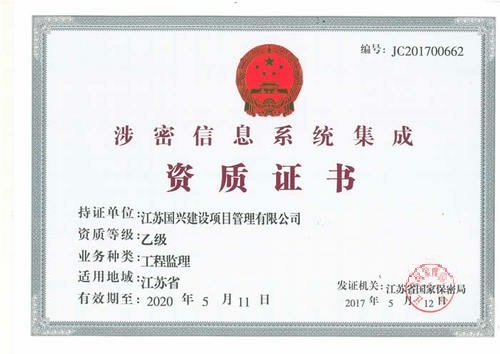 编号: JC201700662
涉密信息系统集成
资质证书
持证单位: 江苏国兴建设项目管理有限公司
资质等级: 乙级
业务种类: 工程监理
适用地域: 江苏省
有效期至: 2020 年 5 月 11 日
发证机关: 江苏省国家保密局
2017 年 5 月 12 日